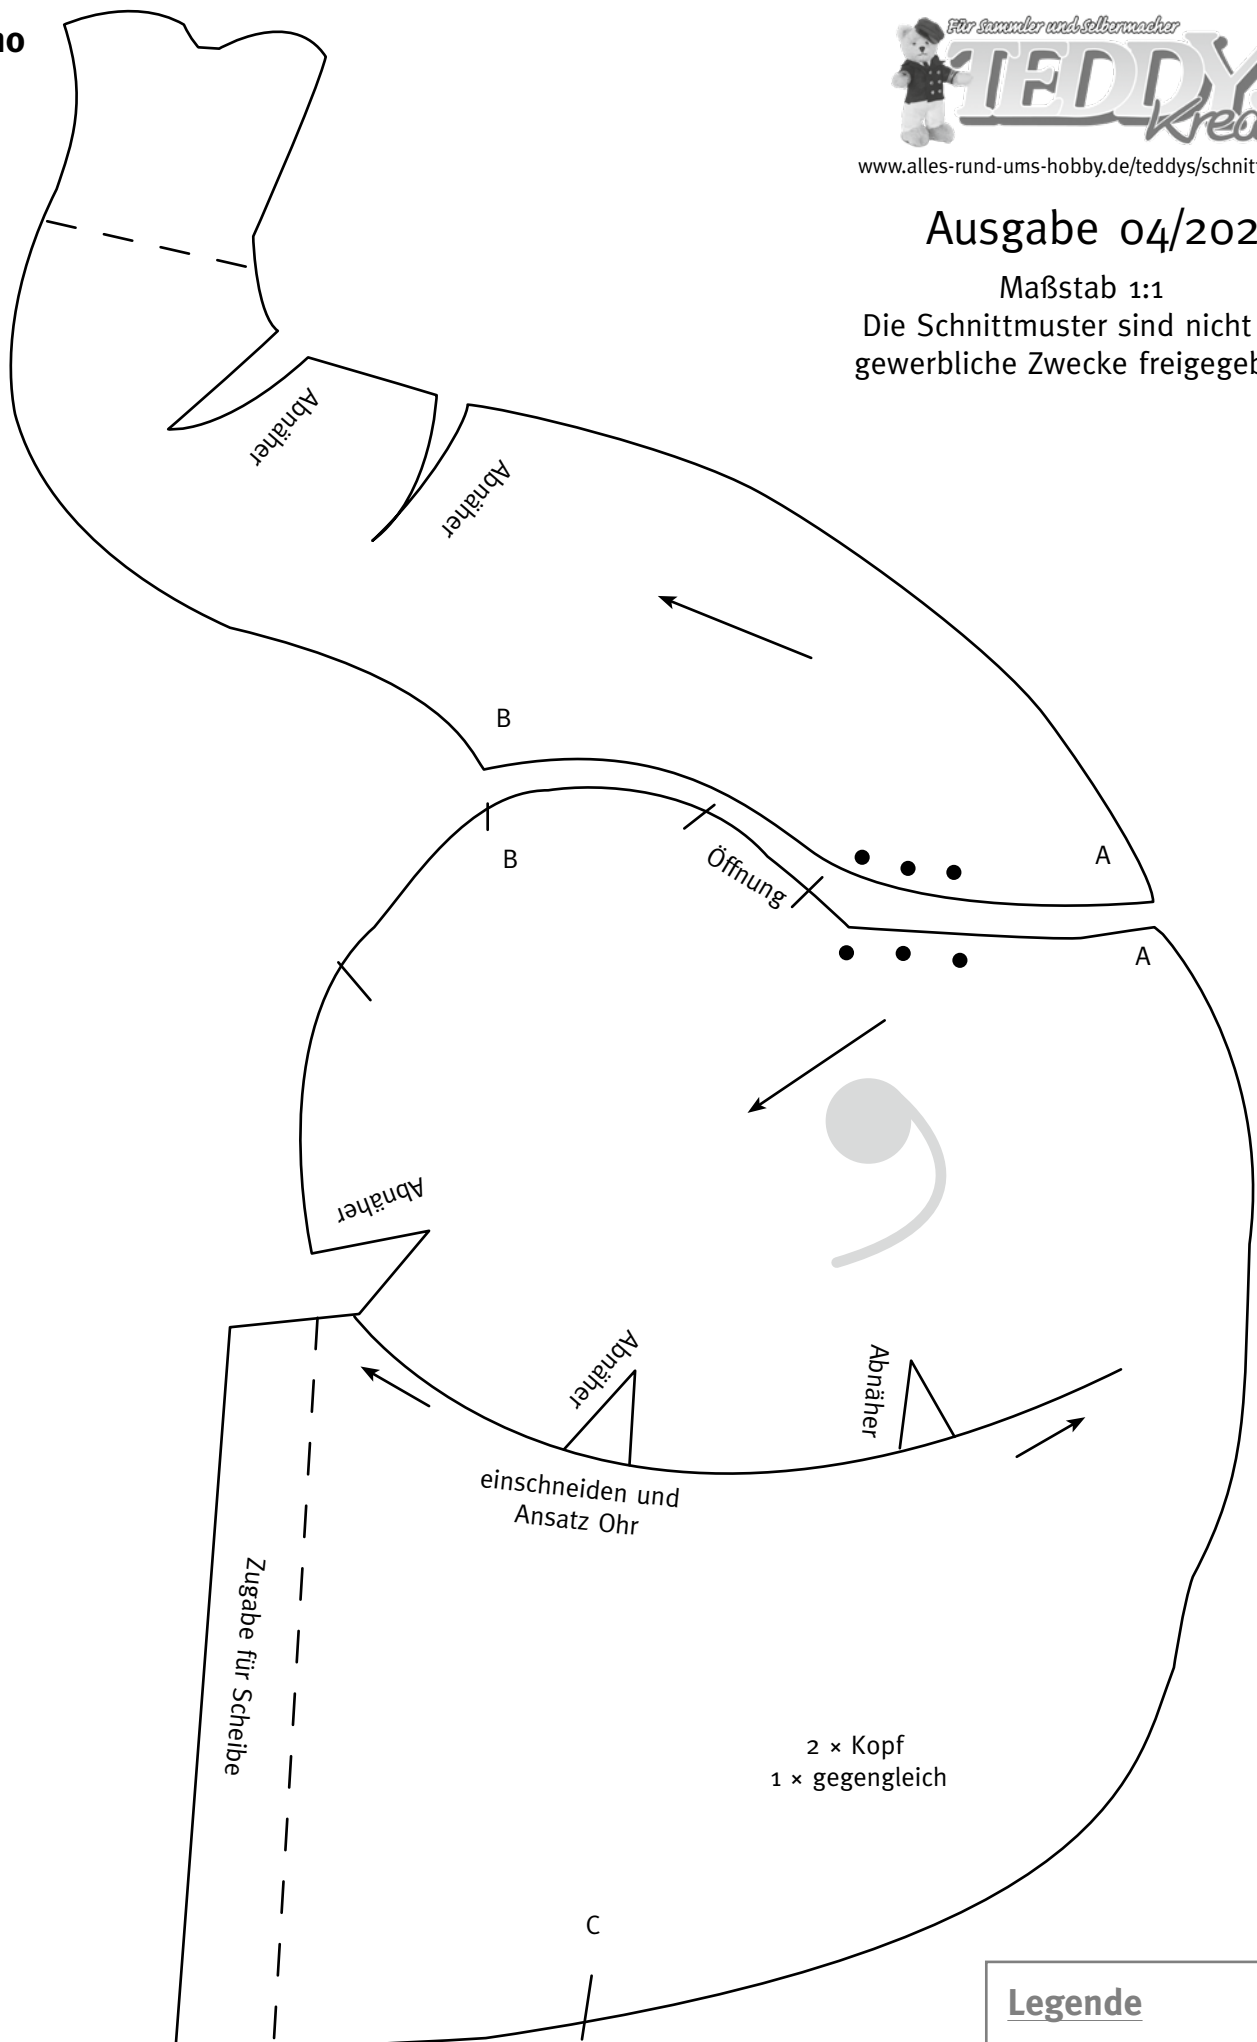 Für Sammler und Selbermacher
TEDDYS
www.alles-rund-ums-hobby.de/teddys/schnit
Ausgabe 04/202
Maßstab 1:1
Die Schnittmuster sind nicht
gewerbliche Zwecke freigegeb
Abnäher
Abnäher
B
A
B
Öffnung
A
Abnäher
Abnäher
Abnäher
einschneiden und
Ansatz Ohr
Zugabe für Scheibe
2 × Kopf
1 × gegengleich
C
Legende